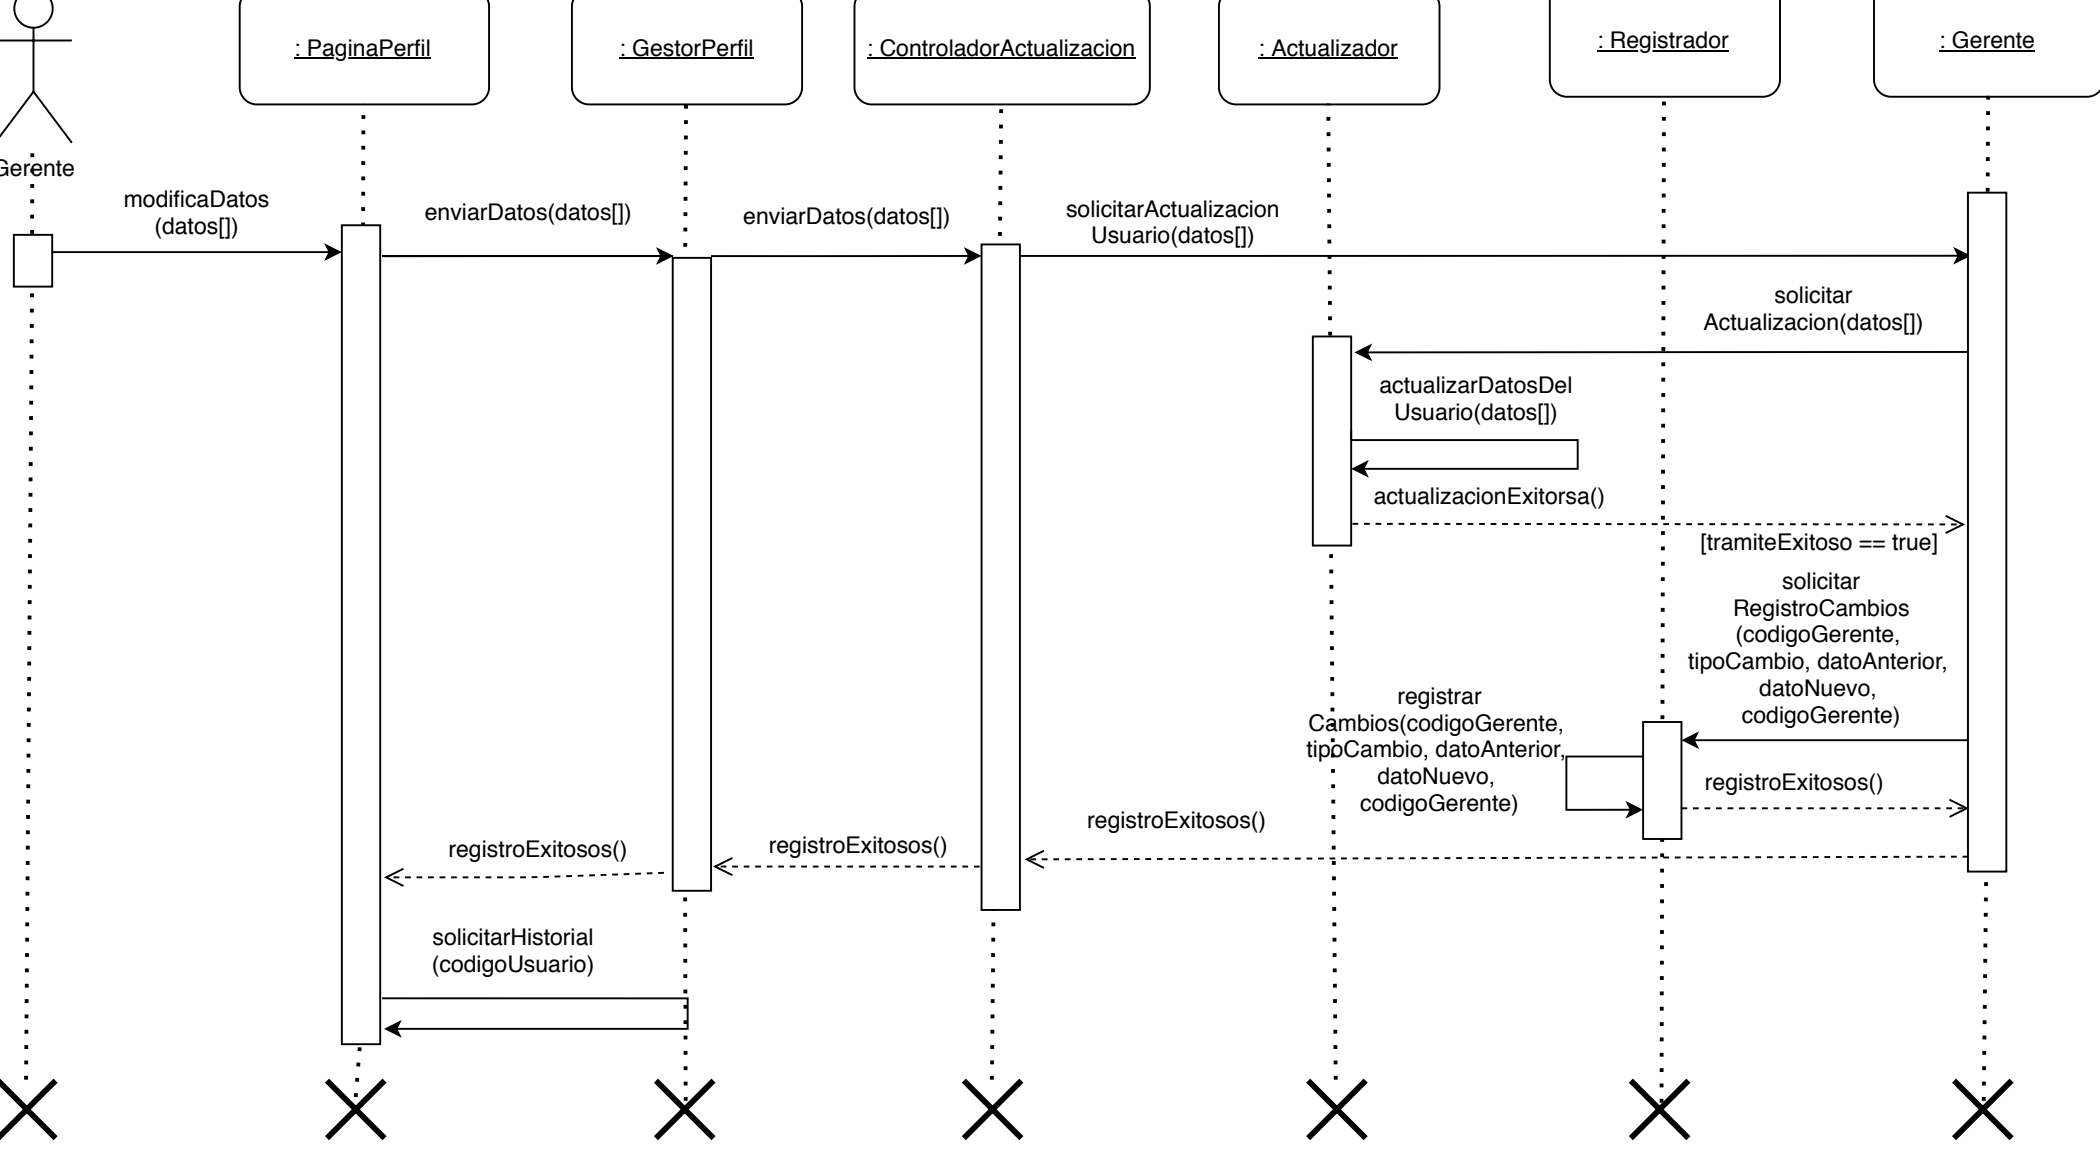 : PaginaPerfil
: GestorPerfil
: ControladorActualizacion
: Actualizador
: Registrador
: Gerente
Gerente
modificaDatos
(datos[])
enviarDatos(datos[])
enviarDatos(datos[])
solicitarActualizacion
Usuario(datos[])
solicitar
Actualizacion(datos[])
actualizarDatosDel
Usuario(datos[])
actualizacionExitorsa()
[tramiteExitoso == true]
solicitar
RegistroCambios
(codigoGerente,
tipoCambio, datoAnterior,
datoNuevo,
codigoGerente)
registrar
Cambios(codigoGerente,
tipoCambio, datoAnterior,
datoNuevo,
codigoGerente)
registroExitosos()
registroExitosos()
registroExitosos()
registroExitosos()
solicitarHistorial
(codigoUsuario)